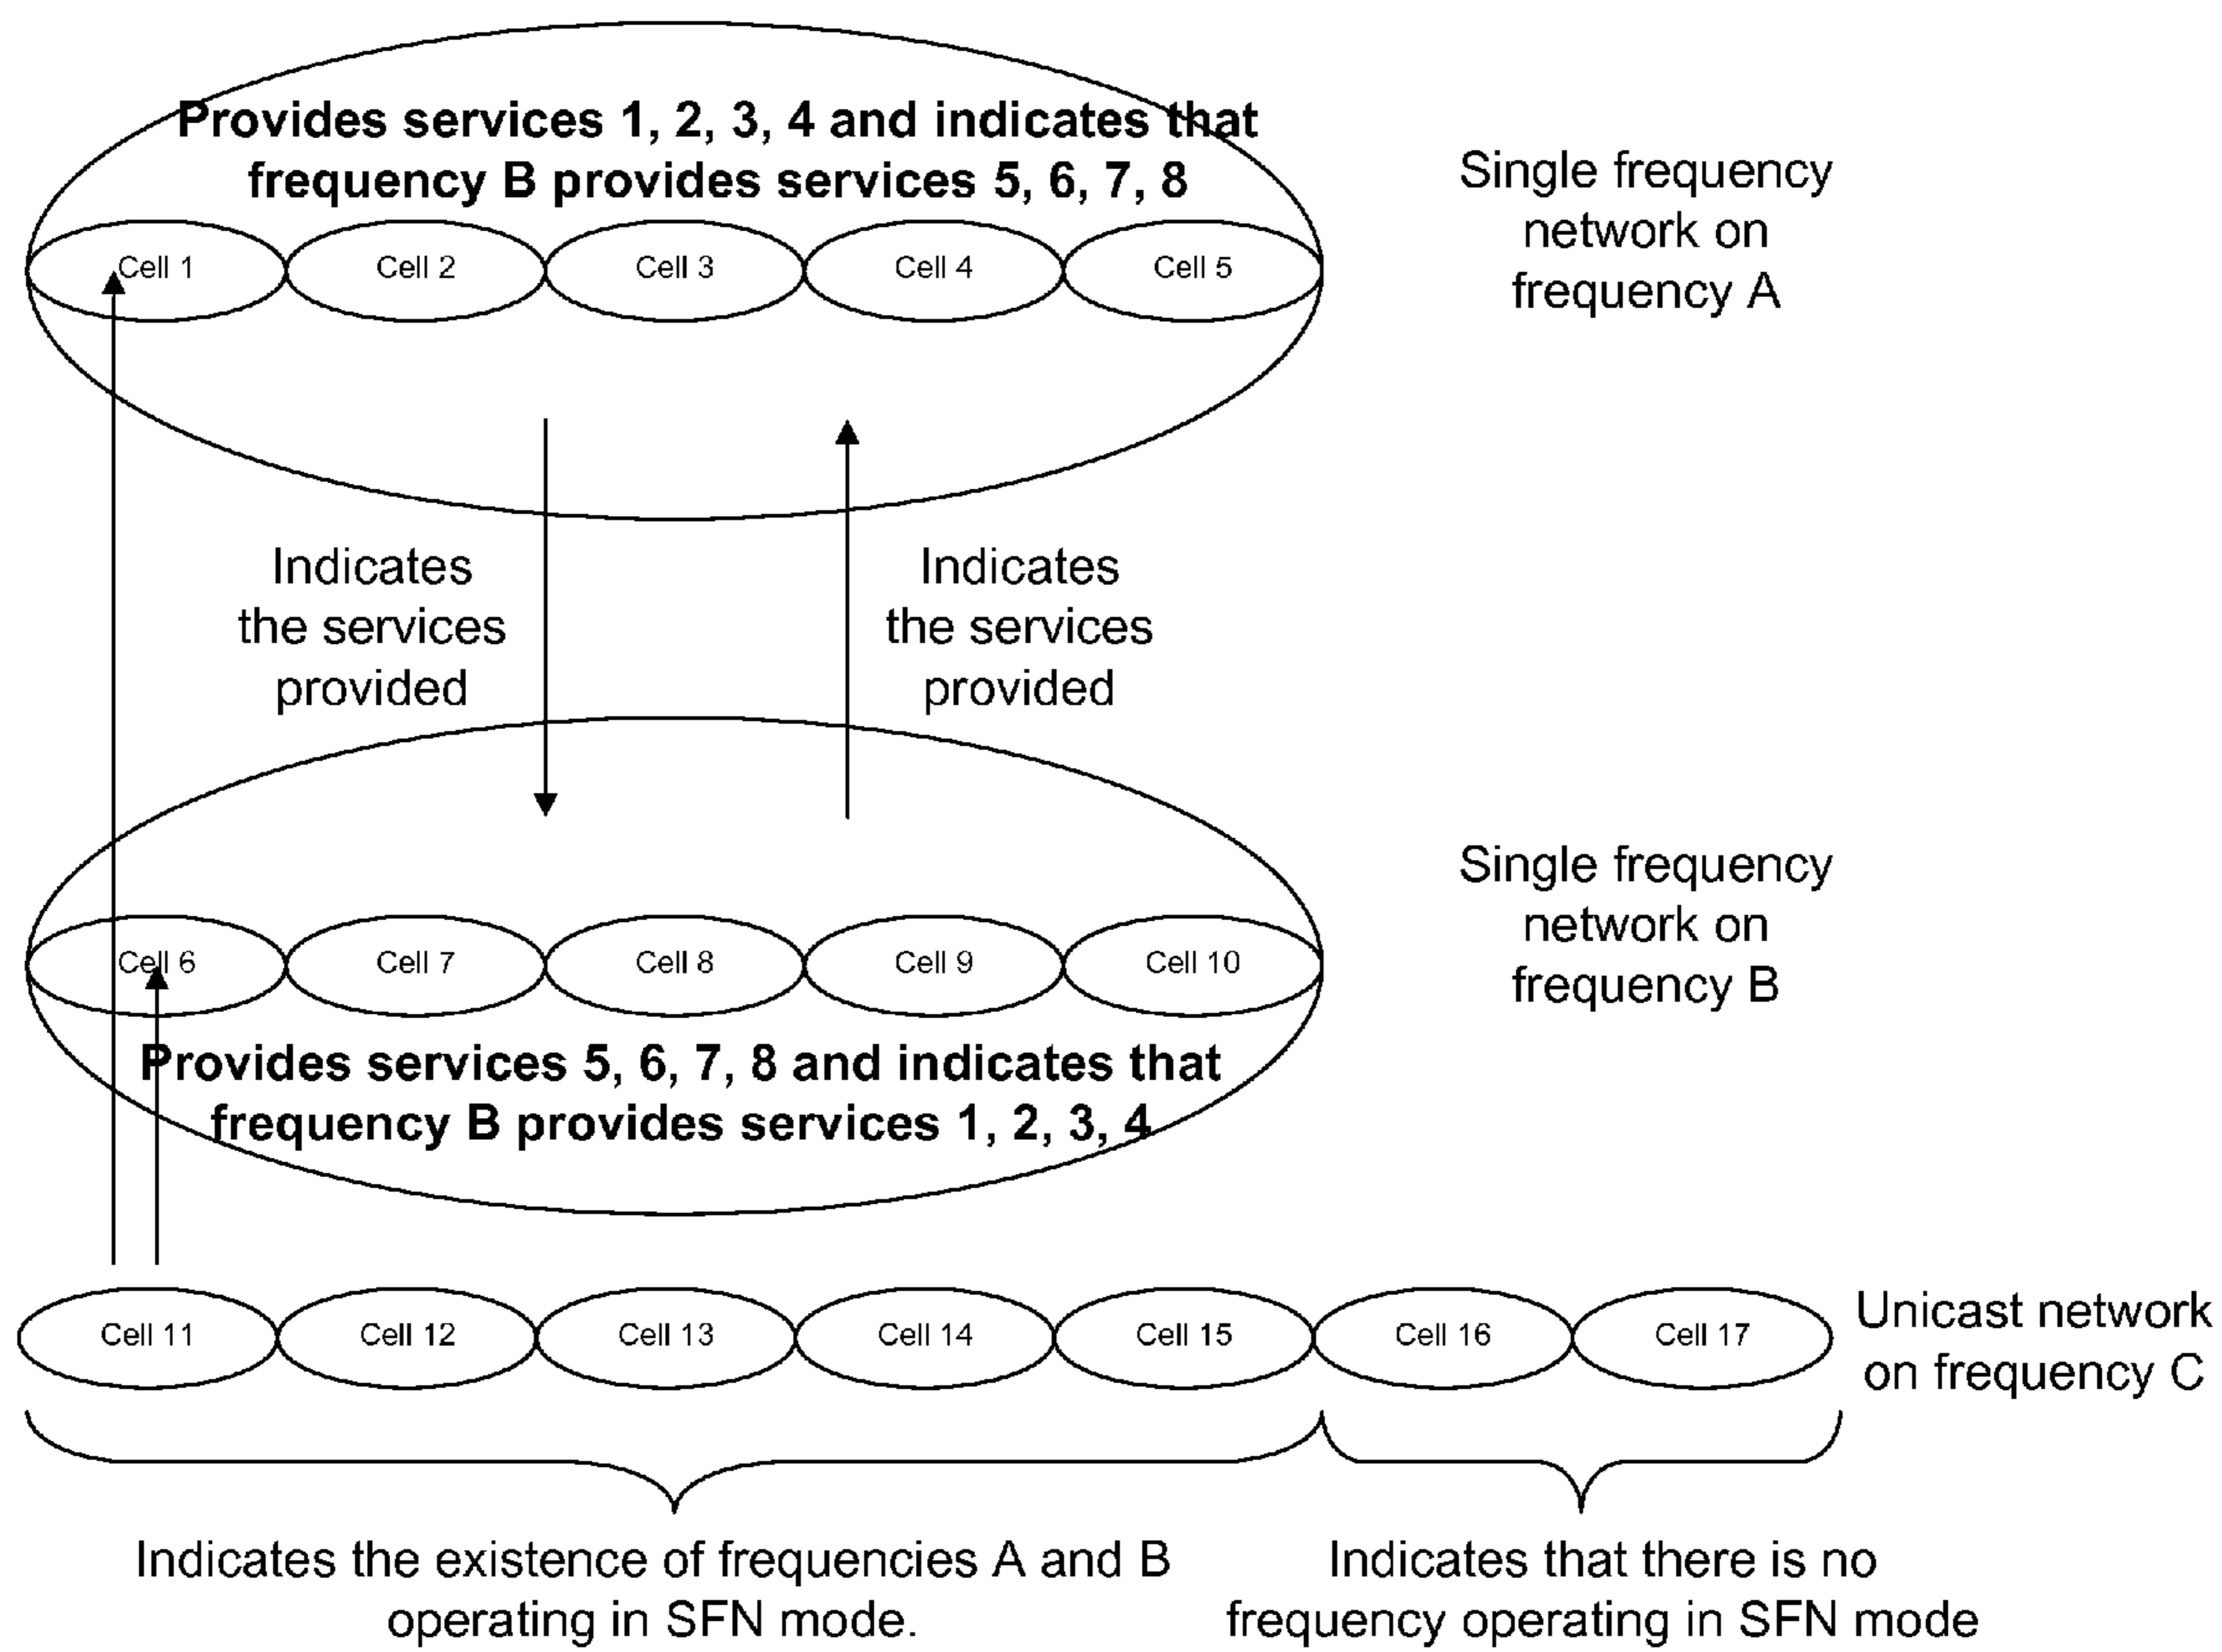 Provides services 1, 2, 3, 4 and indicates that
frequency B provides services 5, 6, 7, 8
Single frequency
network on
frequency A
Cell 1
Cell 2
Cell 3
Cell 4
Cell 5
Indicates
the services
provided
Indicates
the services
provided
Single frequency
network on
frequency B
Cell 6
Cell 7
Cell 8
Cell 9
Cell 10
Provides services 5, 6, 7, 8 and indicates that
frequency B provides services 1, 2, 3, 4
Cell 11
Cell 12
Cell 13
Cell 14
Cell 15
Cell 16
Cell 17
Unicast network
on frequency C
Indicates the existence of frequencies A and B
operating in SFN mode.
Indicates that there is no
frequency operating in SFN mode